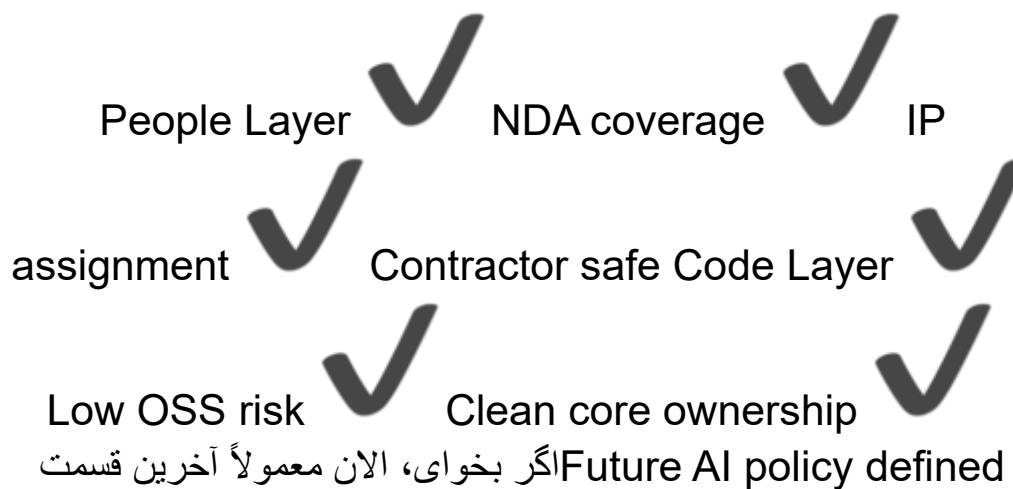 People Layer ✔ NDA coverage ✔ IP
assignment ✔ Contractor safe Code Layer ✔
Low OSS risk ✔ Clean core ownership ✔
Future AI policy definedاگر بخوای، الان معمولاً آخرین قسمت